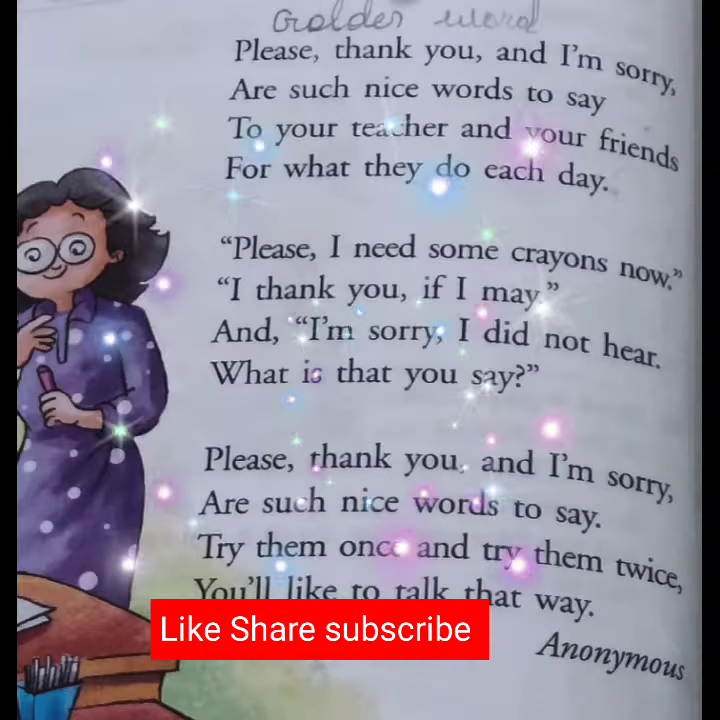 Golder word
Please, thank you, and I'm sorry,
Are such nice words to say
To your teacher and your friends
For what they do each day.
“Please, I need some crayons now.”
“I thank you, if I may.”
And, “I'm sorry, I did not hear.
What is that you say?”
Please, thank you, and I'm sorry,
Are such nice words to say.
Try them once and try them twice,
You'll like to talk that way.
Like Share subscribe
Anonymous